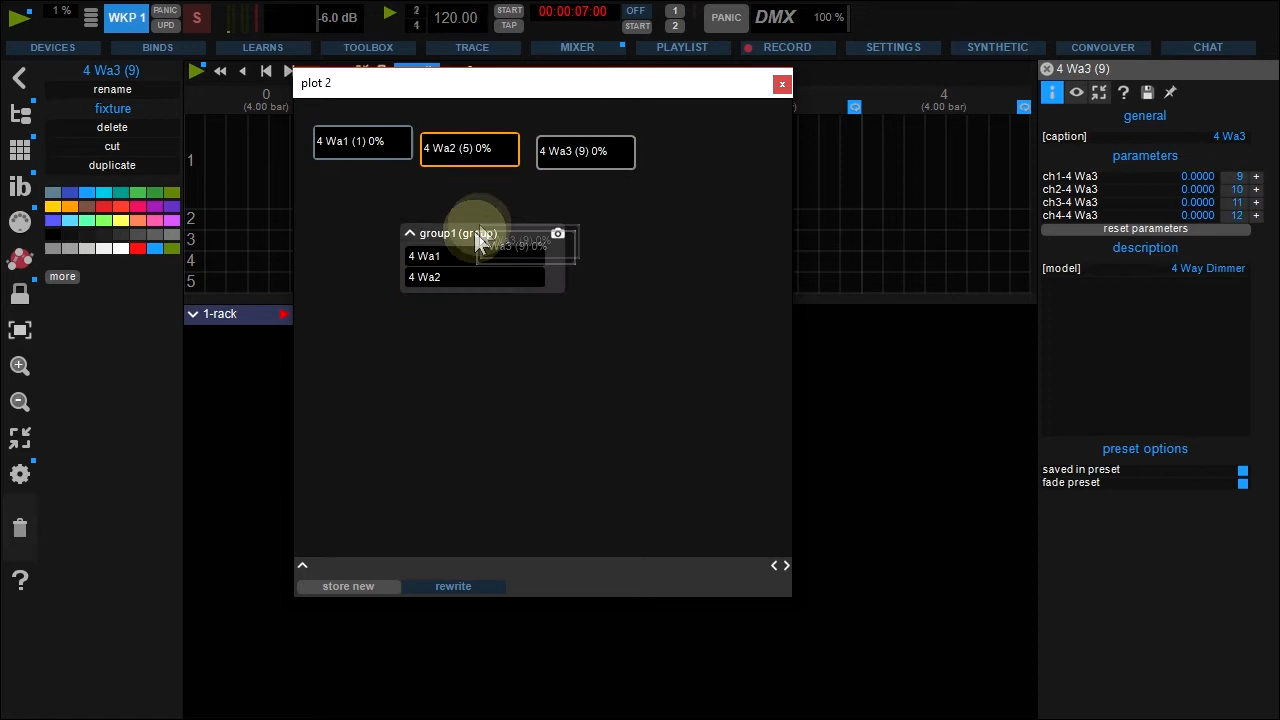 1 %
WKP 1
PANIC
UPD
S
-6.0 dB
2
4
120.00
START
TAP
00:00:07:00
OFF
START
1
2
PANIC
DMX
100 %
DEVICES
BINDS
LEARNS
TOOLBOX
TRACE
MIXER
PLAYLIST
RECORD
SETTINGS
SYNTHETIC
CONVOLVER
CHAT
4 Wa3 (9)
rename
fixture
delete
cut
duplicate
more
ib
0
(4.00 bar)
4
(4.00 bar)
1
2
3
4
5
1-rack
plot 2
x
4 Wa1 (1) 0%
4 Wa2 (5) 0%
4 Wa3 (9) 0%
group1 (group)
4 Wa1
4 Wa2
store new
rewrite
4 Wa3 (9)
general
[caption] 4 Wa3
parameters
ch1-4 Wa3 0.0000 9 +
ch2-4 Wa3 0.0000 10 +
ch3-4 Wa3 0.0000 11 +
ch4-4 Wa3 0.0000 12 +
reset parameters
description
[model] 4 Way Dimmer
preset options
saved in preset
fade preset